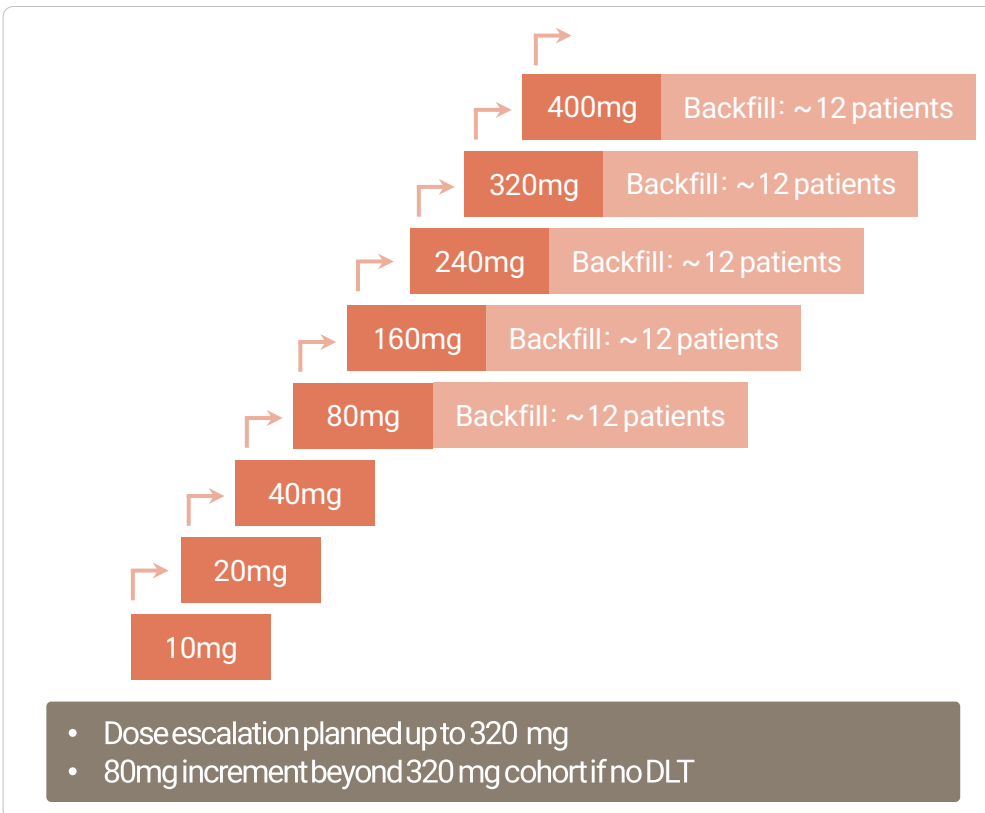 400mg Backfill: ~12 patients
320mg Backfill: ~12 patients
240mg Backfill: ~12 patients
160mg Backfill: ~12 patients
80mg Backfill: ~12 patients
40mg
20mg
10mg
• Dose escalation planned up to 320 mg
• 80mg increment beyond 320 mg cohort if no DLT